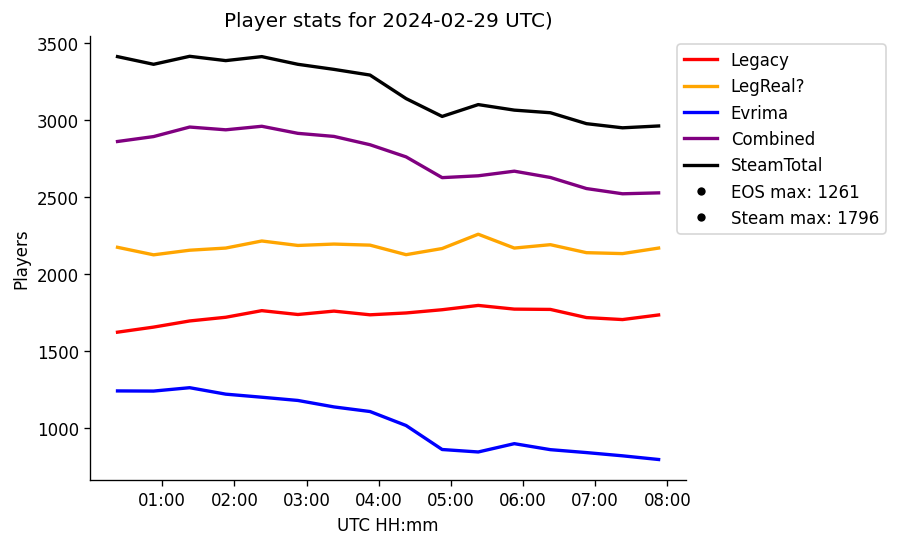 Player stats for 2024-02-29 UTC)
3500
3000
2500
2000
1500
1000
Players
01:00 02:00 03:00 04:00 05:00 06:00 07:00 08:00
UTC HH:mm
Legacy
LegReal?
Evrima
Combined
SteamTotal
EOS max: 1261
Steam max: 1796